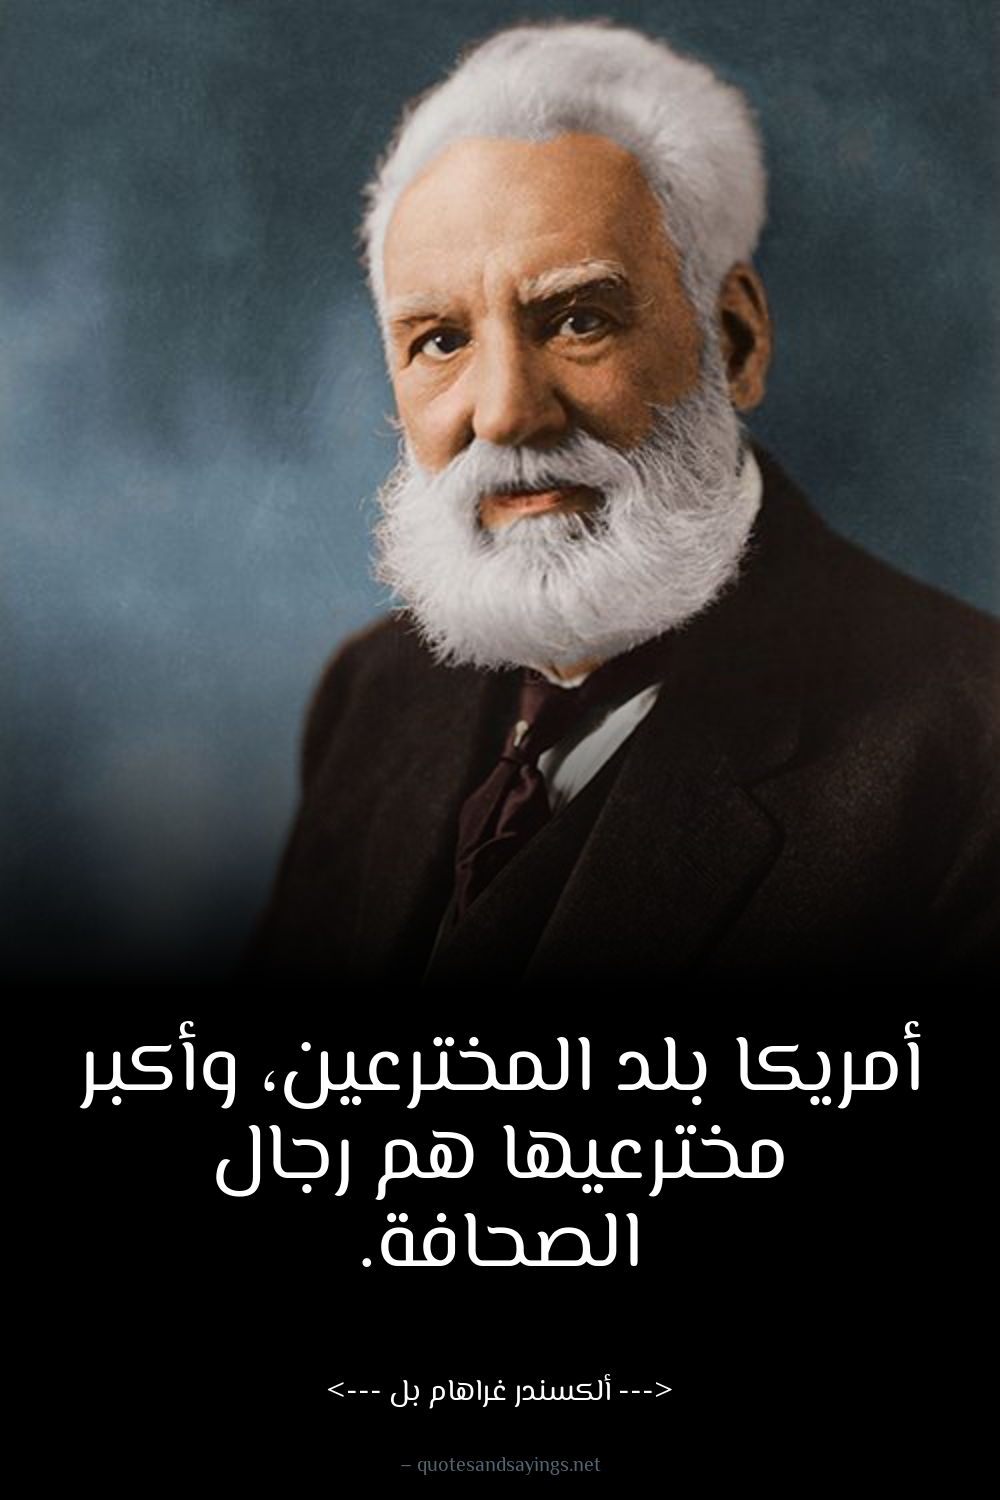 أمريكا بلد المخترعين، وأكبر
مخترعيها هم رجال
الصحافة.
<--- ألكسندر غراهام بل --->
– quotesandsayings.net